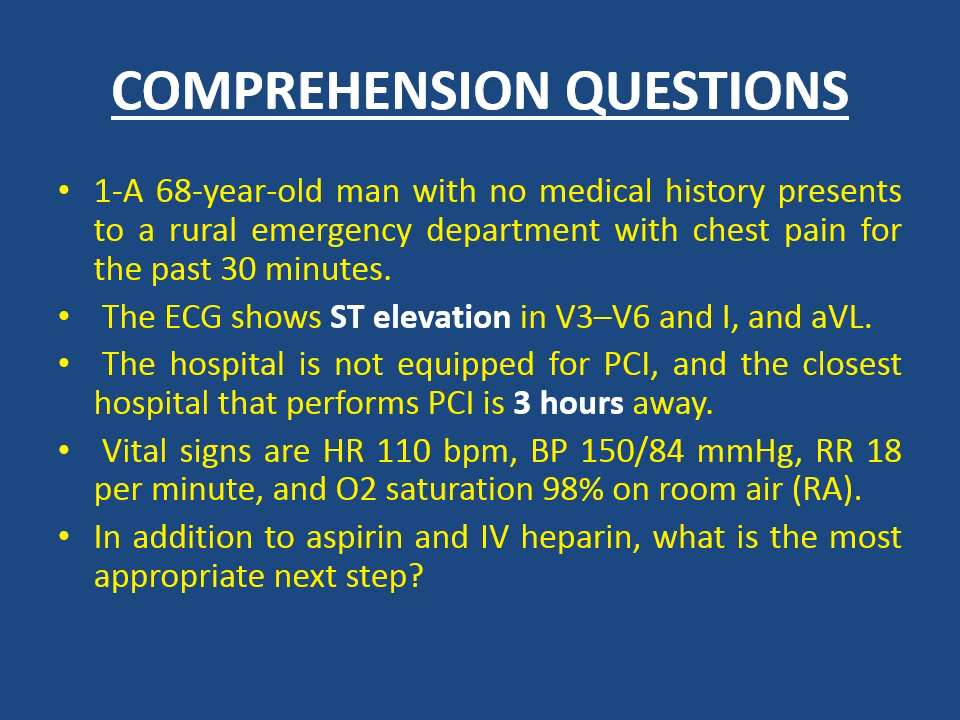 COMPREHENSION QUESTIONS
• 1-A 68-year-old man with no medical history presents
to a rural emergency department with chest pain for
the past 30 minutes.
• The ECG shows ST elevation in V3–V6 and I, and aVL.
• The hospital is not equipped for PCI, and the closest
hospital that performs PCI is 3 hours away.
• Vital signs are HR 110 bpm, BP 150/84 mmHg, RR 18
per minute, and O2 saturation 98% on room air (RA).
• In addition to aspirin and IV heparin, what is the most
appropriate next step?